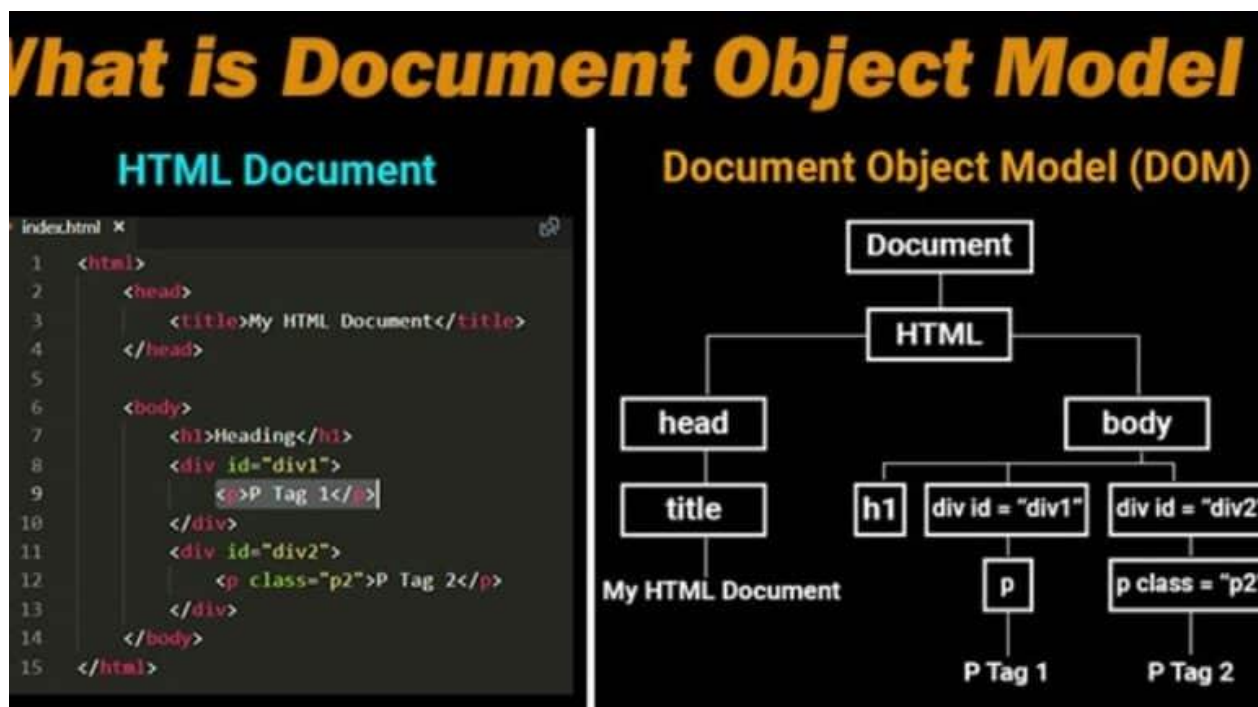 What is Document Object Model
HTML Document
index.html ×
1 <html>
2 <head>
3 <title>My HTML Document</title>
4 </head>
5
6 <body>
7 <h1>Heading</h1>
8 <div id="div1">
9 <p>P Tag 1</p>
10 </div>
11 <div id="div2">
12 <p class="p2">P Tag 2</p>
13 </div>
14 </body>
15 </html>
Document Object Model (DOM)
Document
HTML
head body
title h1 div id = "div1" div id = "div2"
My HTML Document p p class = "p2"
P Tag 1 P Tag 2